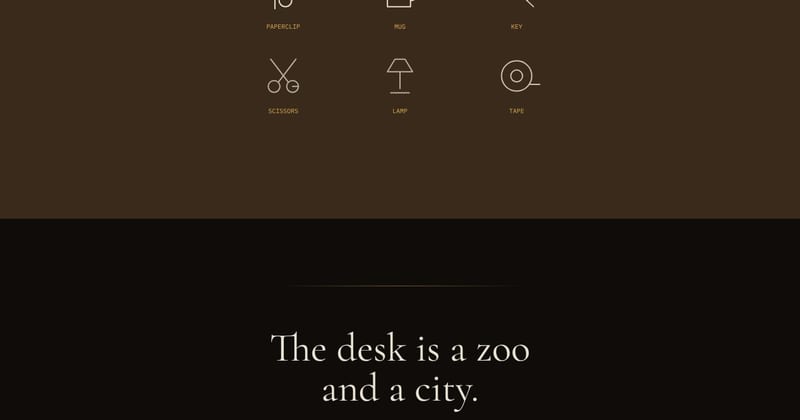 PAPERCLIP
MUG
KEY
SCISSORS
LAMP
TAPE
The desk is a zoo
and a city.